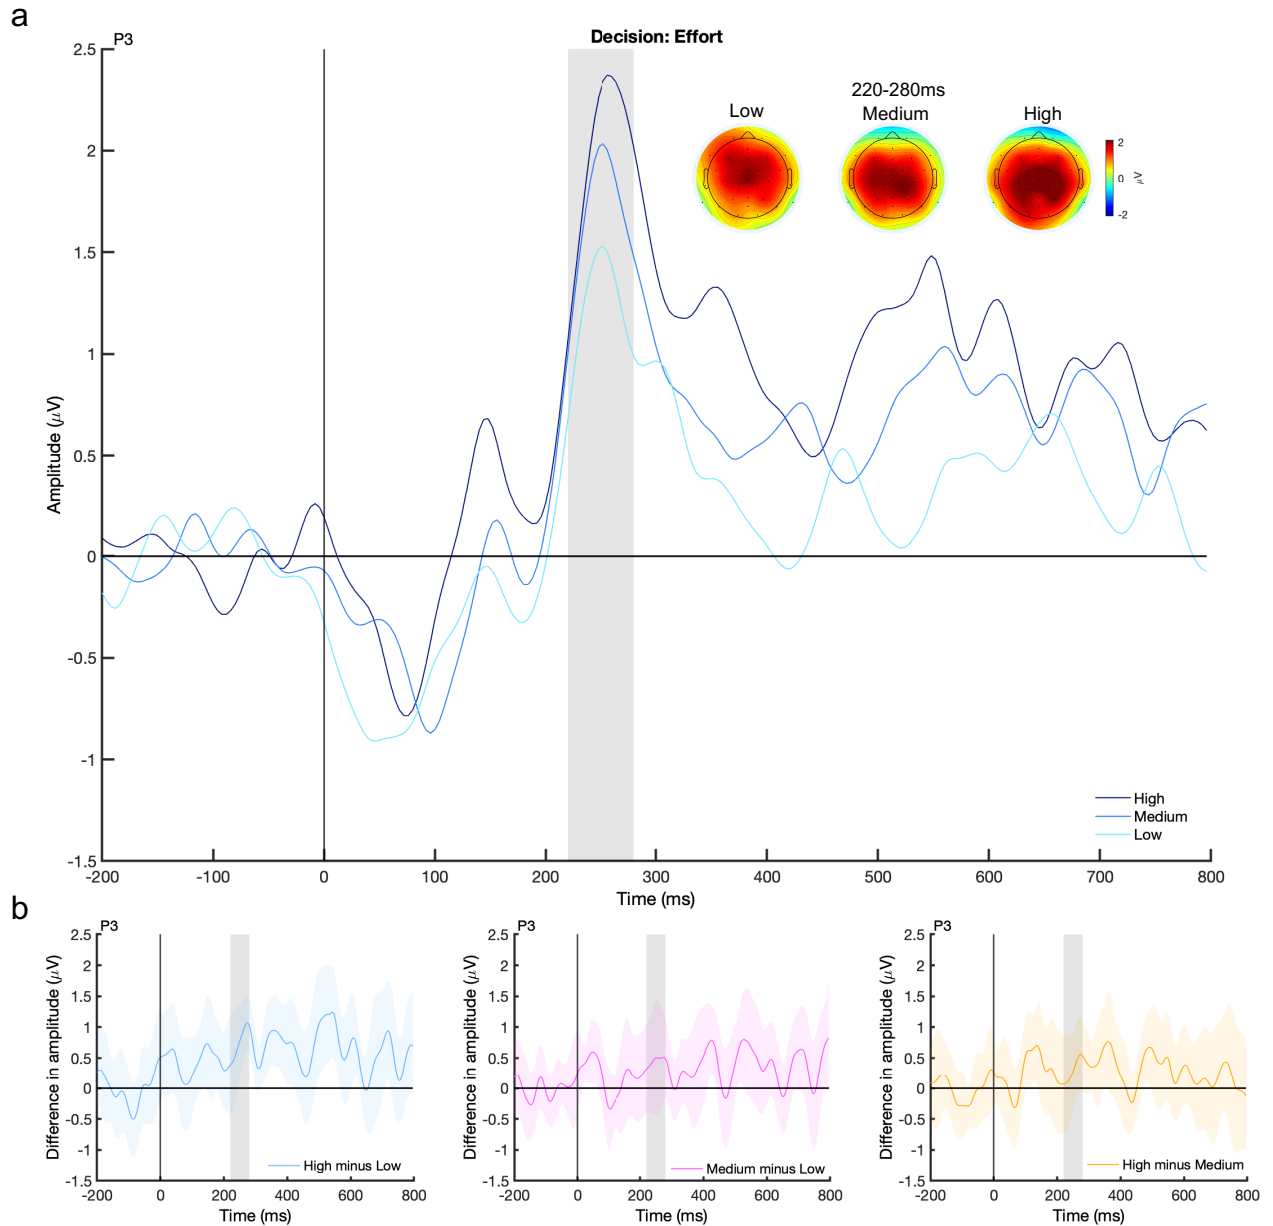 a
P3
Decision: Effort
2.5
2
1.5
1
0.5
0
-0.5
-1
-1.5
Amplitude (μV)
220-280ms
Low
Medium
High
2
0
-2
μV
High
Medium
Low
-200 -100 0 100 200 300 400 500 600 700 800
Time (ms)
b
P3
2.5
2
1.5
1
0.5
0
-0.5
-1
-1.5
Difference in amplitude (μV)
High minus Low
-200 0 200 400 600 800
Time (ms)
P3
2.5
2
1.5
1
0.5
0
-0.5
-1
-1.5
Difference in amplitude (μV)
Medium minus Low
-200 0 200 400 600 800
Time (ms)
P3
2.5
2
1.5
1
0.5
0
-0.5
-1
-1.5
Difference in amplitude (μV)
High minus Medium
-200 0 200 400 600 800
Time (ms)